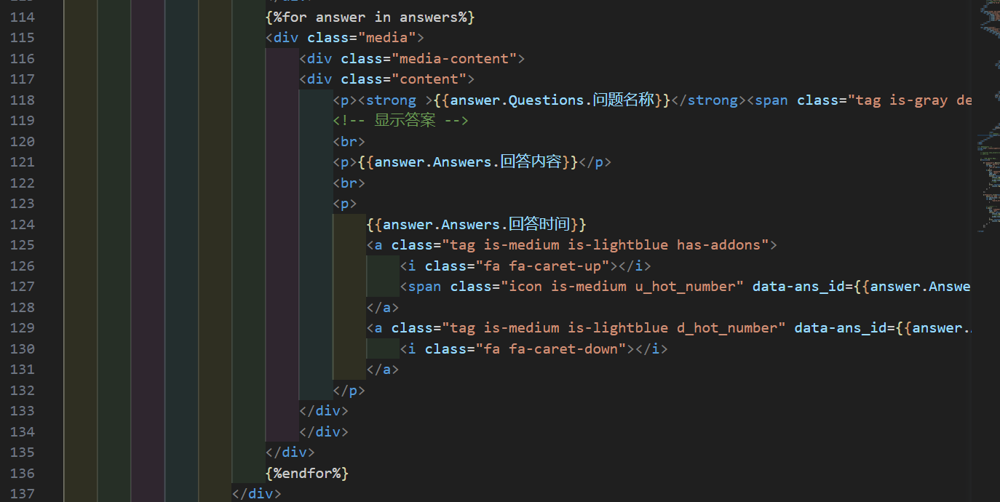 114 {%for answer in answers%}
115 <div class="media">
116 <div class="media-content">
117 <div class="content">
118 <p><strong >{{answer.Questions.问题名称}}</strong><span class="tag is-gray de
119 <!-- 显示答案 -->
120 <br>
121 <p>{{answer.Answers.回答内容}}</p>
122 <br>
123 <p>
124 {{answer.Answers.回答时间}}
125 <a class="tag is-medium is-lightblue has-addons">
126 <i class="fa fa-caret-up"></i>
127 <span class="icon is-medium u_hot_number" data-ans_id={{answer.Answe
128 </a>
129 <a class="tag is-medium is-lightblue d_hot_number" data-ans_id={{answer.
130 <i class="fa fa-caret-down"></i>
131 </a>
132 </p>
133 </div>
134 </div>
135 </div>
136 {%endfor%}
137 </div>